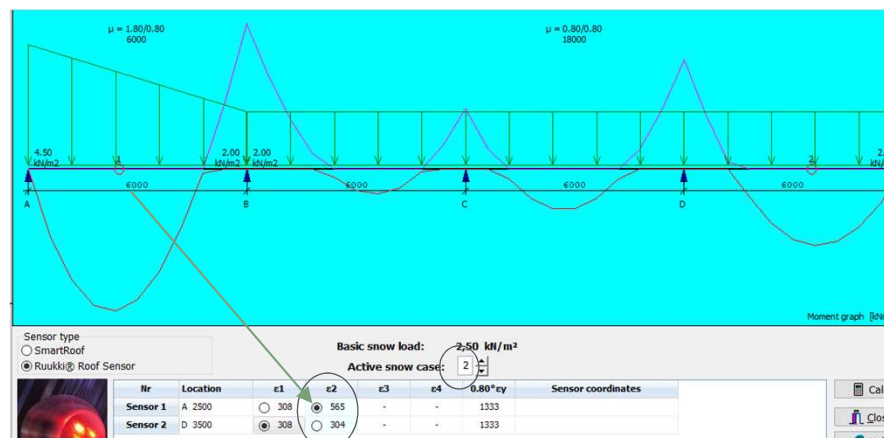 μ = 1.80/0.80
6000
μ = 0.80/0.80
18000
4.50
kN/m2
2.00
kN/m2
2.00
kN/m2
1
2
6000
6000
6000
6000
A
B
C
D
Moment graph
Sensor type
SmartRoof
Ruukki® Roof Sensor
Basic snow load: 2,50 kN/m²
Active snow case: 2
Nr Location ε1 ε2 ε3 ε4 0.80*εy Sensor coordinates
Sensor 1 A 2500 308 565 - - 1333
Sensor 2 D 3500 308 304 - - 1333